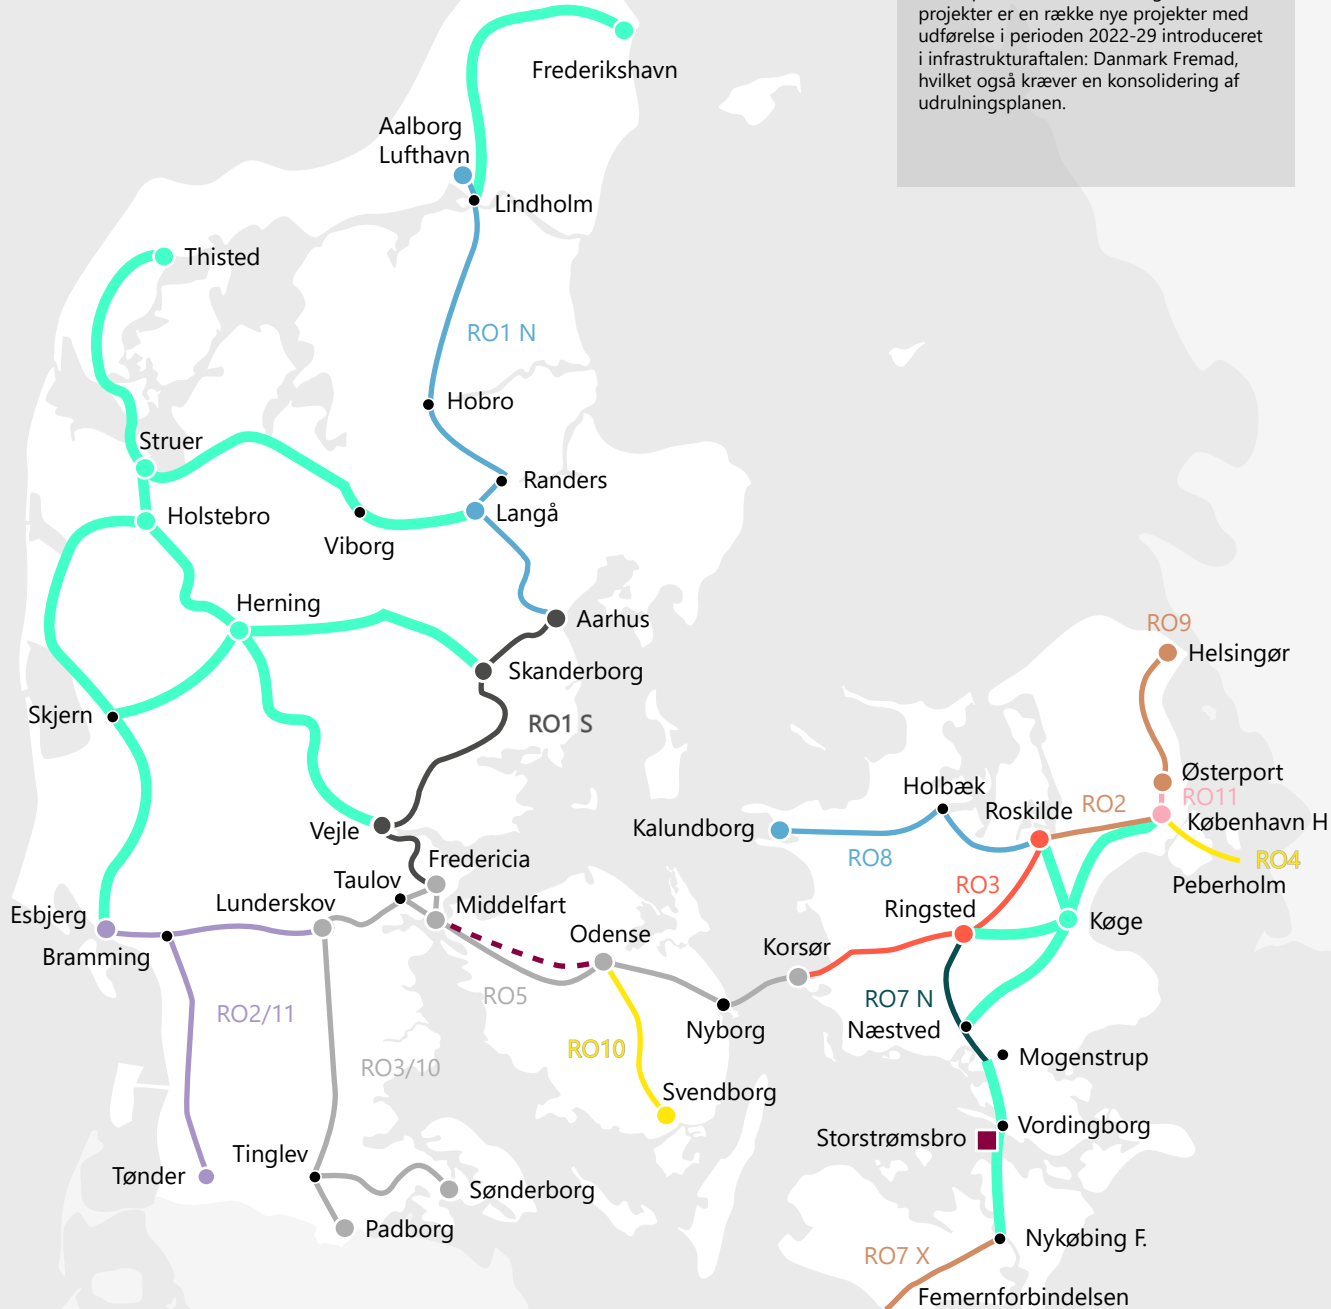 projekter er en række nye projekter med
udførelse i perioden 2022-29 introduceret
i infrastrukturaftalen: Danmark Fremad,
hvilket også kræver en konsolidering af
udrulningsplanen.
Frederikshavn
Aalborg
Lufthavn
Lindholm
Thisted
RO1 N
Hobro
Struer
Randers
Holstebro
Langå
Viborg
Herning
Aarhus
RO9
Helsingør
Skanderborg
Skjern
RO1 S
Østerport
Holbæk
RO11
Roskilde
RO2
København H
Vejle
Kalundborg
RO8
RO4
Fredericia
Peberholm
Taulov
RO3
Lunderskov
Middelfart
Ringsted
Esbjerg
Køge
Odense
Korsør
Bramming
RO5
RO7 N
RO2/11
Næstved
Nyborg
RO10
Mogenstrup
RO3/10
Svendborg
Vordingborg
Storstrømsbro
Tinglev
Tønder
Sønderborg
Padborg
Nykøbing F.
RO7 X
Femernforbindelsen